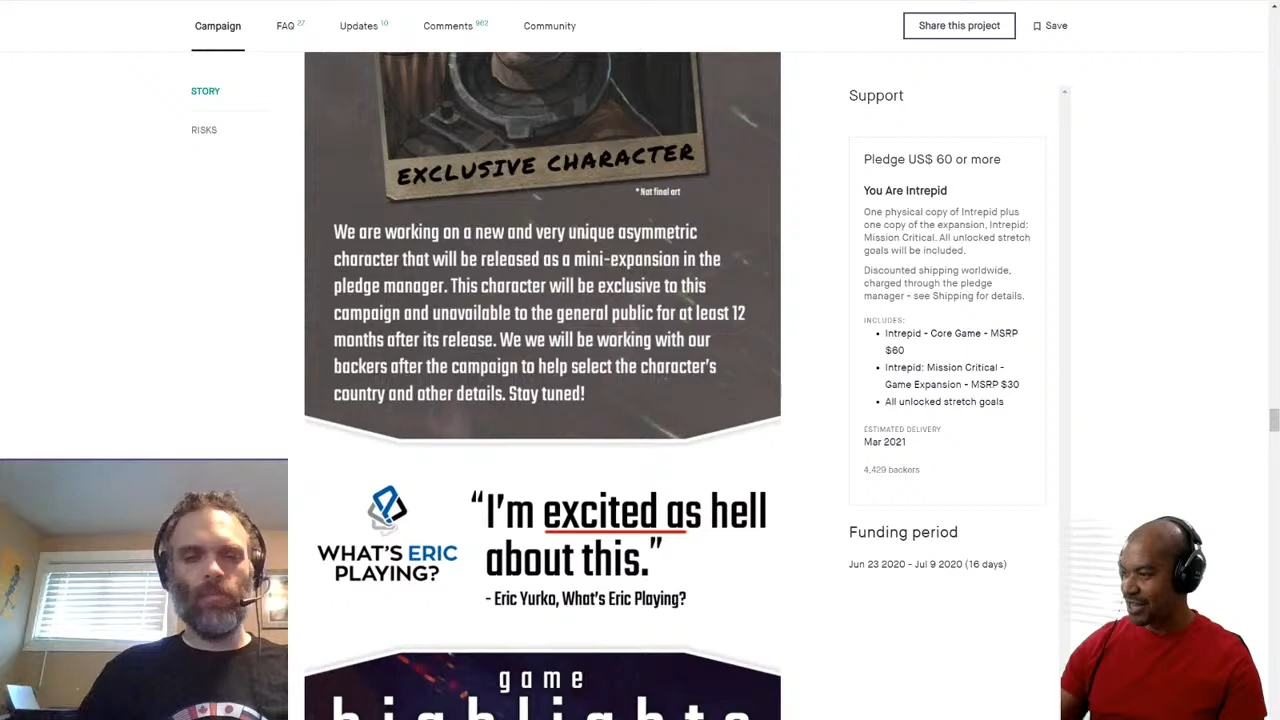 Campaign
FAQ 27
Updates 10
Comments 962
Community
Share this project
Save
STORY
RISKS
EXCLUSIVE CHARACTER
* Not final art
We are working on a new and very unique asymmetric
character that will be released as a mini-expansion in the
pledge manager. This character will be exclusive to this
campaign and unavailable to the general public for at least 12
months after its release. We we will be working with our
backers after the campaign to help select the character's
country and other details. Stay tuned!
WHAT'S ERIC
PLAYING?
"I'm excited as hell
about this."
- Eric Yurko, What's Eric Playing?
game
highlights
Support
Pledge US$ 60 or more
You Are Intrepid
One physical copy of Intrepid plus
one copy of the expansion, Intrepid:
Mission Critical. All unlocked stretch
goals will be included.
Discounted shipping worldwide,
charged through the pledge
manager - see Shipping for details.
INCLUDES:
• Intrepid - Core Game - MSRP
$60
• Intrepid: Mission Critical -
Game Expansion - MSRP $30
• All unlocked stretch goals
ESTIMATED DELIVERY
Mar 2021
4,429 backers
Funding period
Jun 23 2020 - Jul 9 2020 (16 days)